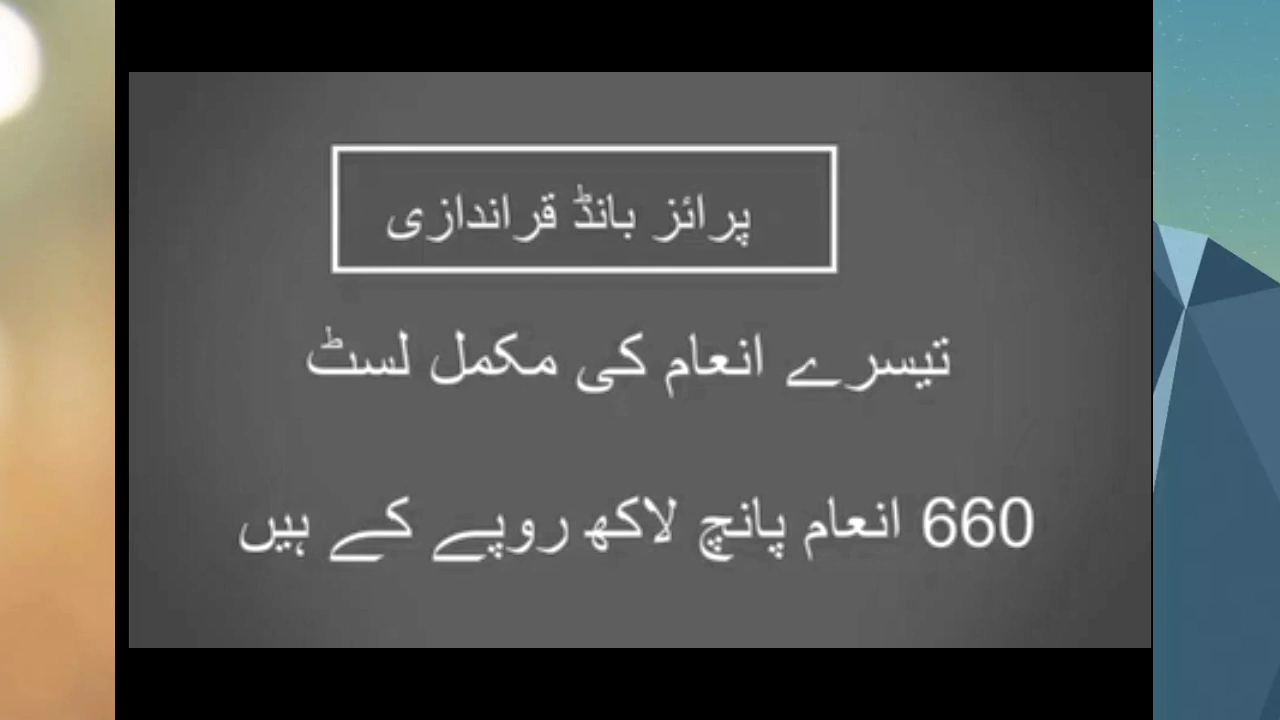 پرائز بانڈ قراندازی
تیسرے انعام کی مکمل لسٹ
660 انعام پانچ لاکھ روپے کے ہیں